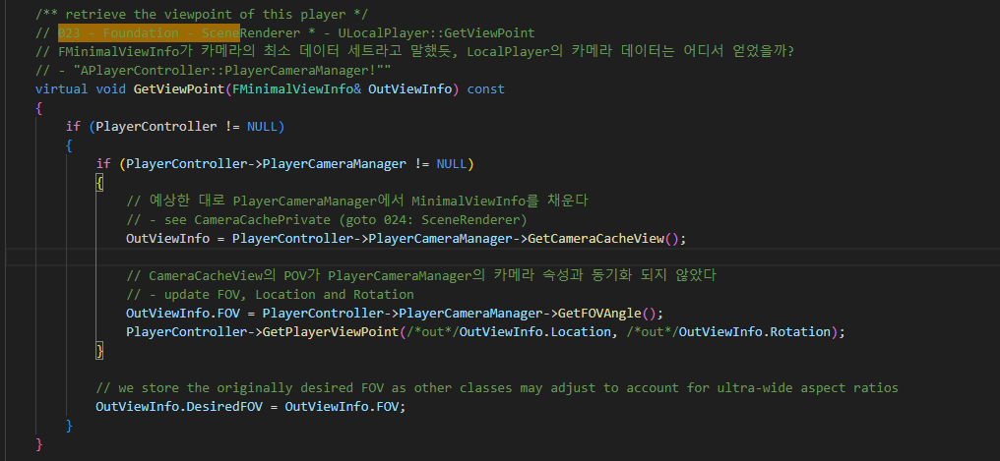 /** retrieve the viewpoint of this player */
// 023 - Foundation - SceneRenderer * - ULocalPlayer::GetViewPoint
// FMinimalViewInfo가 카메라의 최소 데이터 세트라고 말했듯, LocalPlayer의 카메라 데이터는 어디서 얻었을까?
// - "APlayerController::PlayerCameraManager!""
virtual void GetViewPoint(FMinimalViewInfo& OutViewInfo) const
{
if (PlayerController != NULL)
{
if (PlayerController->PlayerCameraManager != NULL)
{
// 예상한 대로 PlayerCameraManager에서 MinimalViewInfo를 채운다
// - see CameraCachePrivate (goto 024: SceneRenderer)
OutViewInfo = PlayerController->PlayerCameraManager->GetCameraCacheView();
// CameraCacheView의 POV가 PlayerCameraManager의 카메라 속성과 동기화 되지 않았다
// - update FOV, Location and Rotation
OutViewInfo.FOV = PlayerController->PlayerCameraManager->GetFOVAngle();
PlayerController->GetPlayerViewPoint(/*out*/OutViewInfo.Location, /*out*/OutViewInfo.Rotation);
}
// we store the originally desired FOV as other classes may adjust to account for ultra-wide aspect ratios
OutViewInfo.DesiredFOV = OutViewInfo.FOV;
}
}